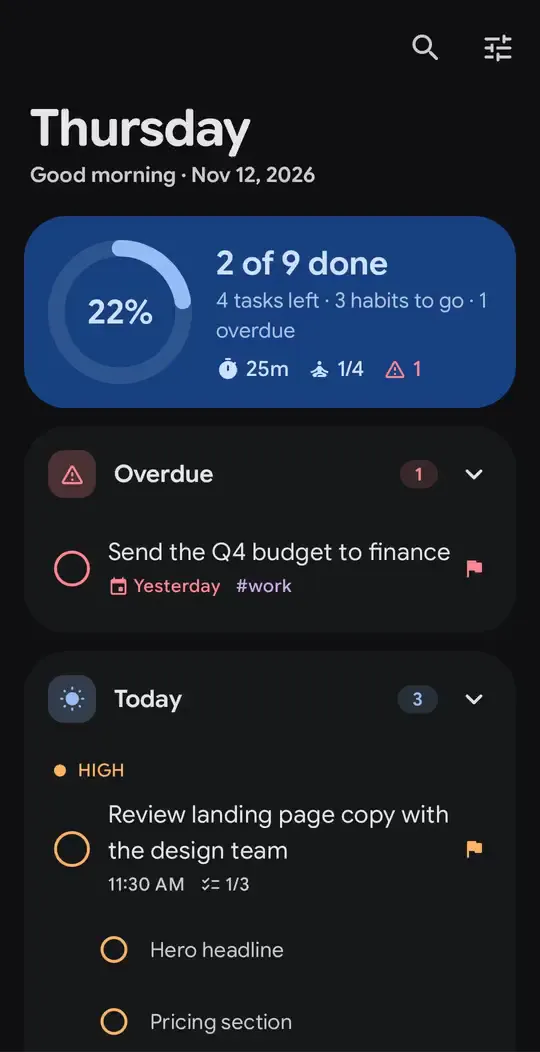 Thursday
Good morning · Nov 12, 2026
22%
2 of 9 done
4 tasks left · 3 habits to go · 1
overdue
25m 1/4 1
Overdue 1
Send the Q4 budget to finance
Yesterday #work
Today 3
HIGH
Review landing page copy with
the design team
11:30 AM 1/3
Hero headline
Pricing section